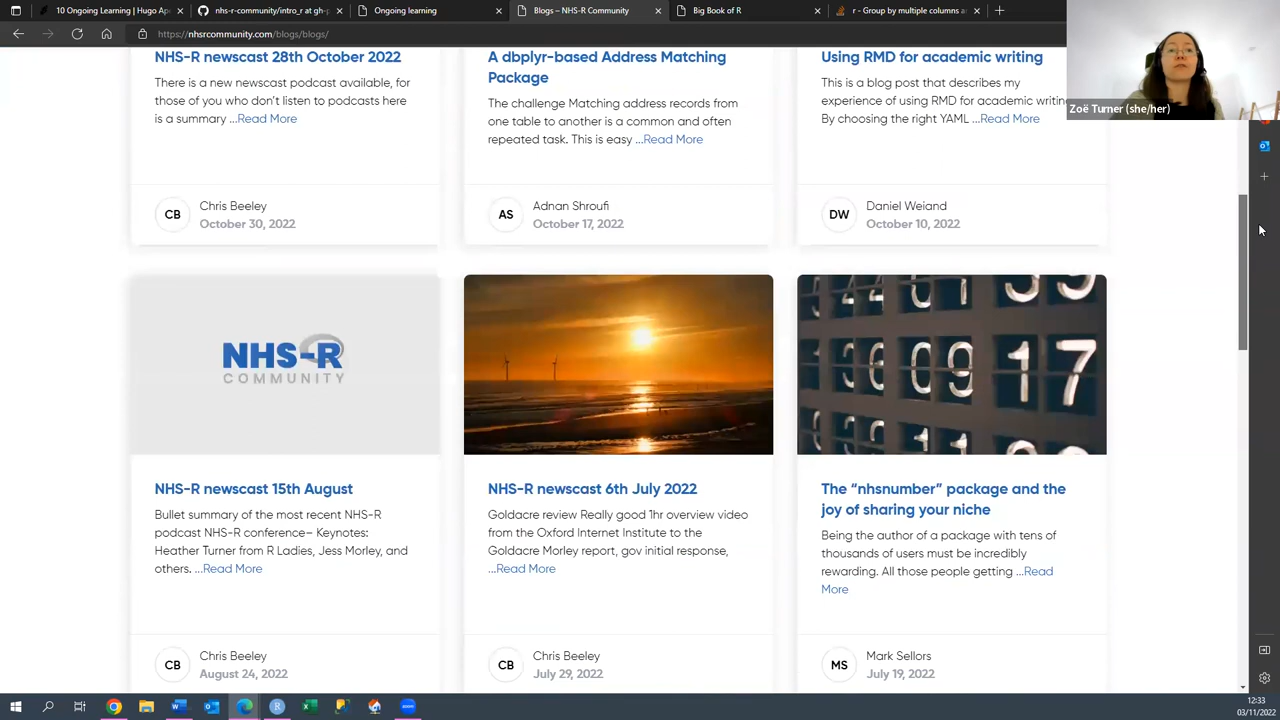 10 Ongoing learning | Hugo Ap
nhs-r-community/intro_r at gh-p
Ongoing learning
Blogs – NHS-R Community
Big Book of R
r - Group by multiple columns a
https://nhsrcommunity.com/blogs/blogs/
Zoë Turner (she/her)
NHS-R newscast 28th October 2022
There is a new newscast podcast available, for
those of you who don't listen to podcasts here
is a summary ...Read More
CB
Chris Beeley
October 30, 2022
A dbplyr-based Address Matching
Package
The challenge Matching address records from
one table to another is a common and often
repeated task. This is easy ...Read More
AS
Adnan Shroufi
October 17, 2022
Using RMD for academic writing
This is a blog post that describes my
experience of using RMD for academic writing
By choosing the right YAML ...Read More
DW
Daniel Weiand
October 10, 2022
NHS-R
COMMUNITY
NHS-R newscast 15th August
Bullet summary of the most recent NHS-R
podcast NHS-R conference– Keynotes:
Heather Turner from R Ladies, Jess Morley, and
others. ...Read More
CB
Chris Beeley
August 24, 2022
NHS-R newscast 6th July 2022
Goldacre review Really good 1hr overview video
from the Oxford Internet Institute to the
Goldacre Morley report, gov initial response,
...Read More
CB
Chris Beeley
July 29, 2022
09 17
The “nhsnumber” package and the
joy of sharing your niche
Being the author of a package with tens of
thousands of users must be incredibly
rewarding. All those people getting ...Read
More
MS
Mark Sellors
July 19, 2022
12:33
03/11/2022